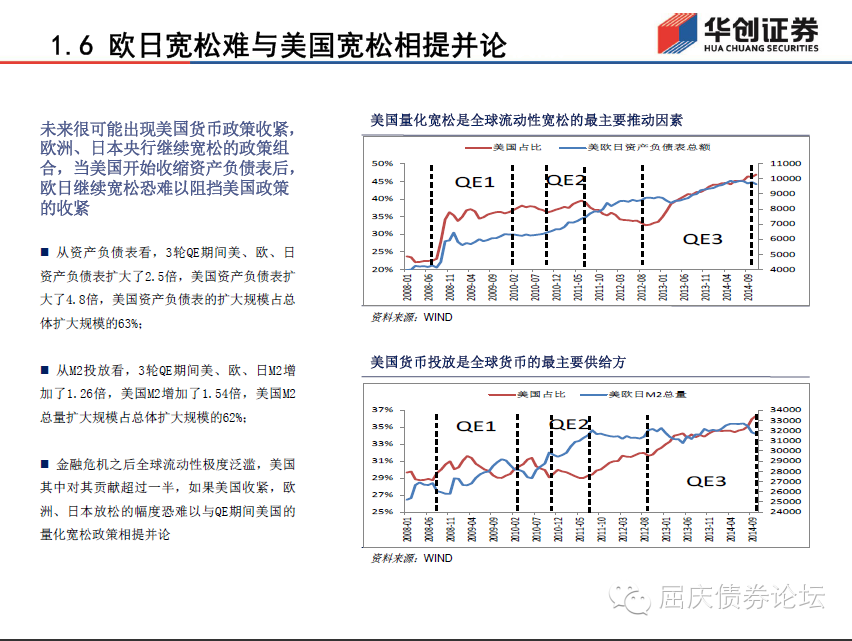 1.6 欧日宽松难与美国宽松相提并论
华创证券
HUA CHUANG SECURITIES
未来很可能出现美国货币政策收紧，
欧洲、日本央行继续宽松的政策组
合，当美国开始收缩资产负债表后，
欧日继续宽松恐难以阻挡美国政策
的收紧
■ 从资产负债表看，3轮QE期间美、欧、日
资产负债表扩大了2.5倍，美国资产负债表扩
大了4.8倍，美国资产负债表的扩大规模占总
体扩大规模的63%；
■ 从M2投放看，3轮QE期间美、欧、日M2增
加了1.26倍，美国M2增加了1.54倍，美国M2
总量扩大规模占总体扩大规模的62%；
■ 金融危机之后全球流动性极度泛滥，美国
其中对其贡献超过一半，如果美国收紧，欧
洲、日本放松的幅度恐难以与QE期间美国的
量化宽松政策相提并论
美国量化宽松是全球流动性宽松的最主要推动因素
美国占比 美欧日资产负债表总额
50% 11000
45% 10000
40% 9000
35% 8000
30% 7000
25% 6000
20% 5000
4000
QE1 QE2 QE3
2008-01 2008-06 2008-11 2009-04 2009-09 2010-02 2010-07 2010-12 2011-05 2011-10 2012-03 2012-08 2013-01 2013-06 2013-11 2014-04 2014-09
资料来源：WIND
美国货币投放是全球货币的最主要供给方
美国占比 美欧日M2总量
37% 34000
35% 33000
33% 32000
31% 31000
29% 30000
27% 29000
25% 28000
27000
26000
25000
24000
QE1 QE2 QE3
2008-01 2008-06 2008-11 2009-04 2009-09 2010-02 2010-07 2010-12 2011-05 2011-10 2012-03 2012-08 2013-01 2013-06 2013-11 2014-04 2014-09
资料来源：WIND
屈庆债券论坛